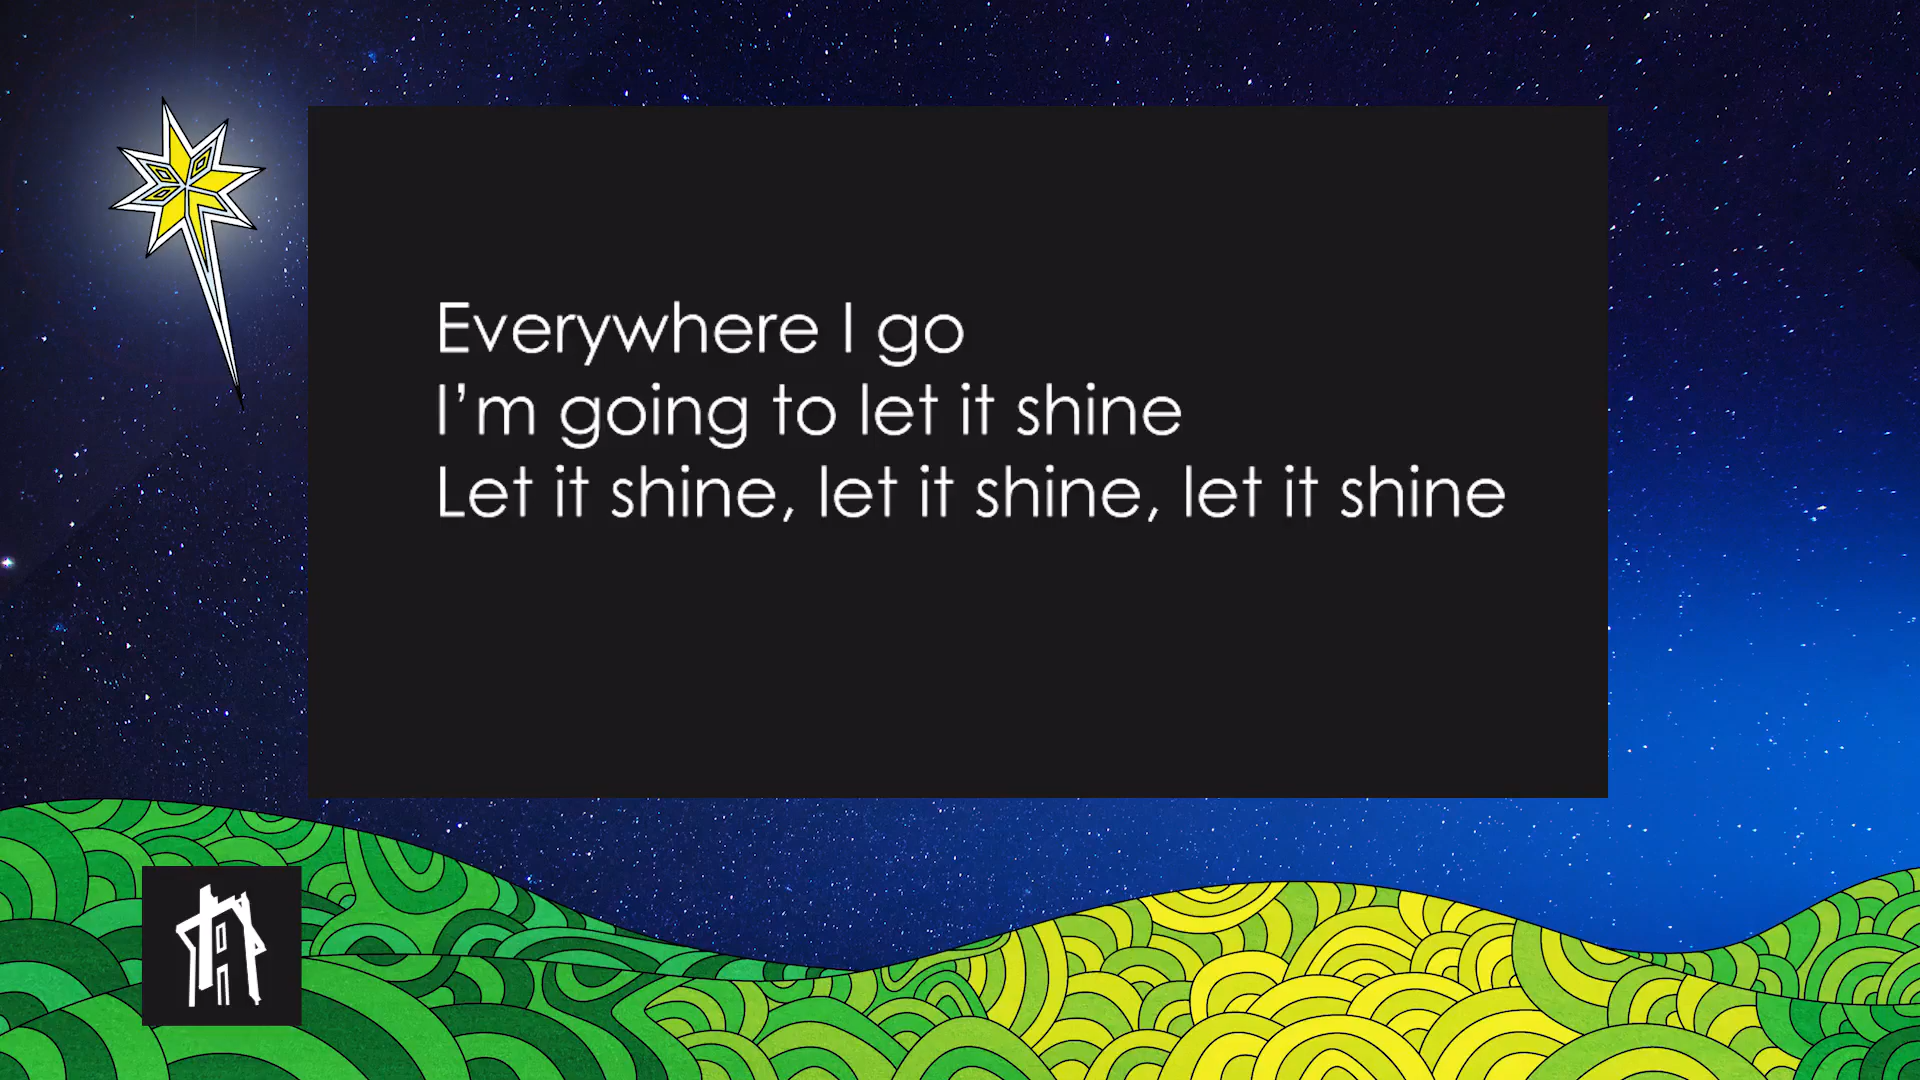 Everywhere I go
I’m going to let it shine
Let it shine, let it shine, let it shine